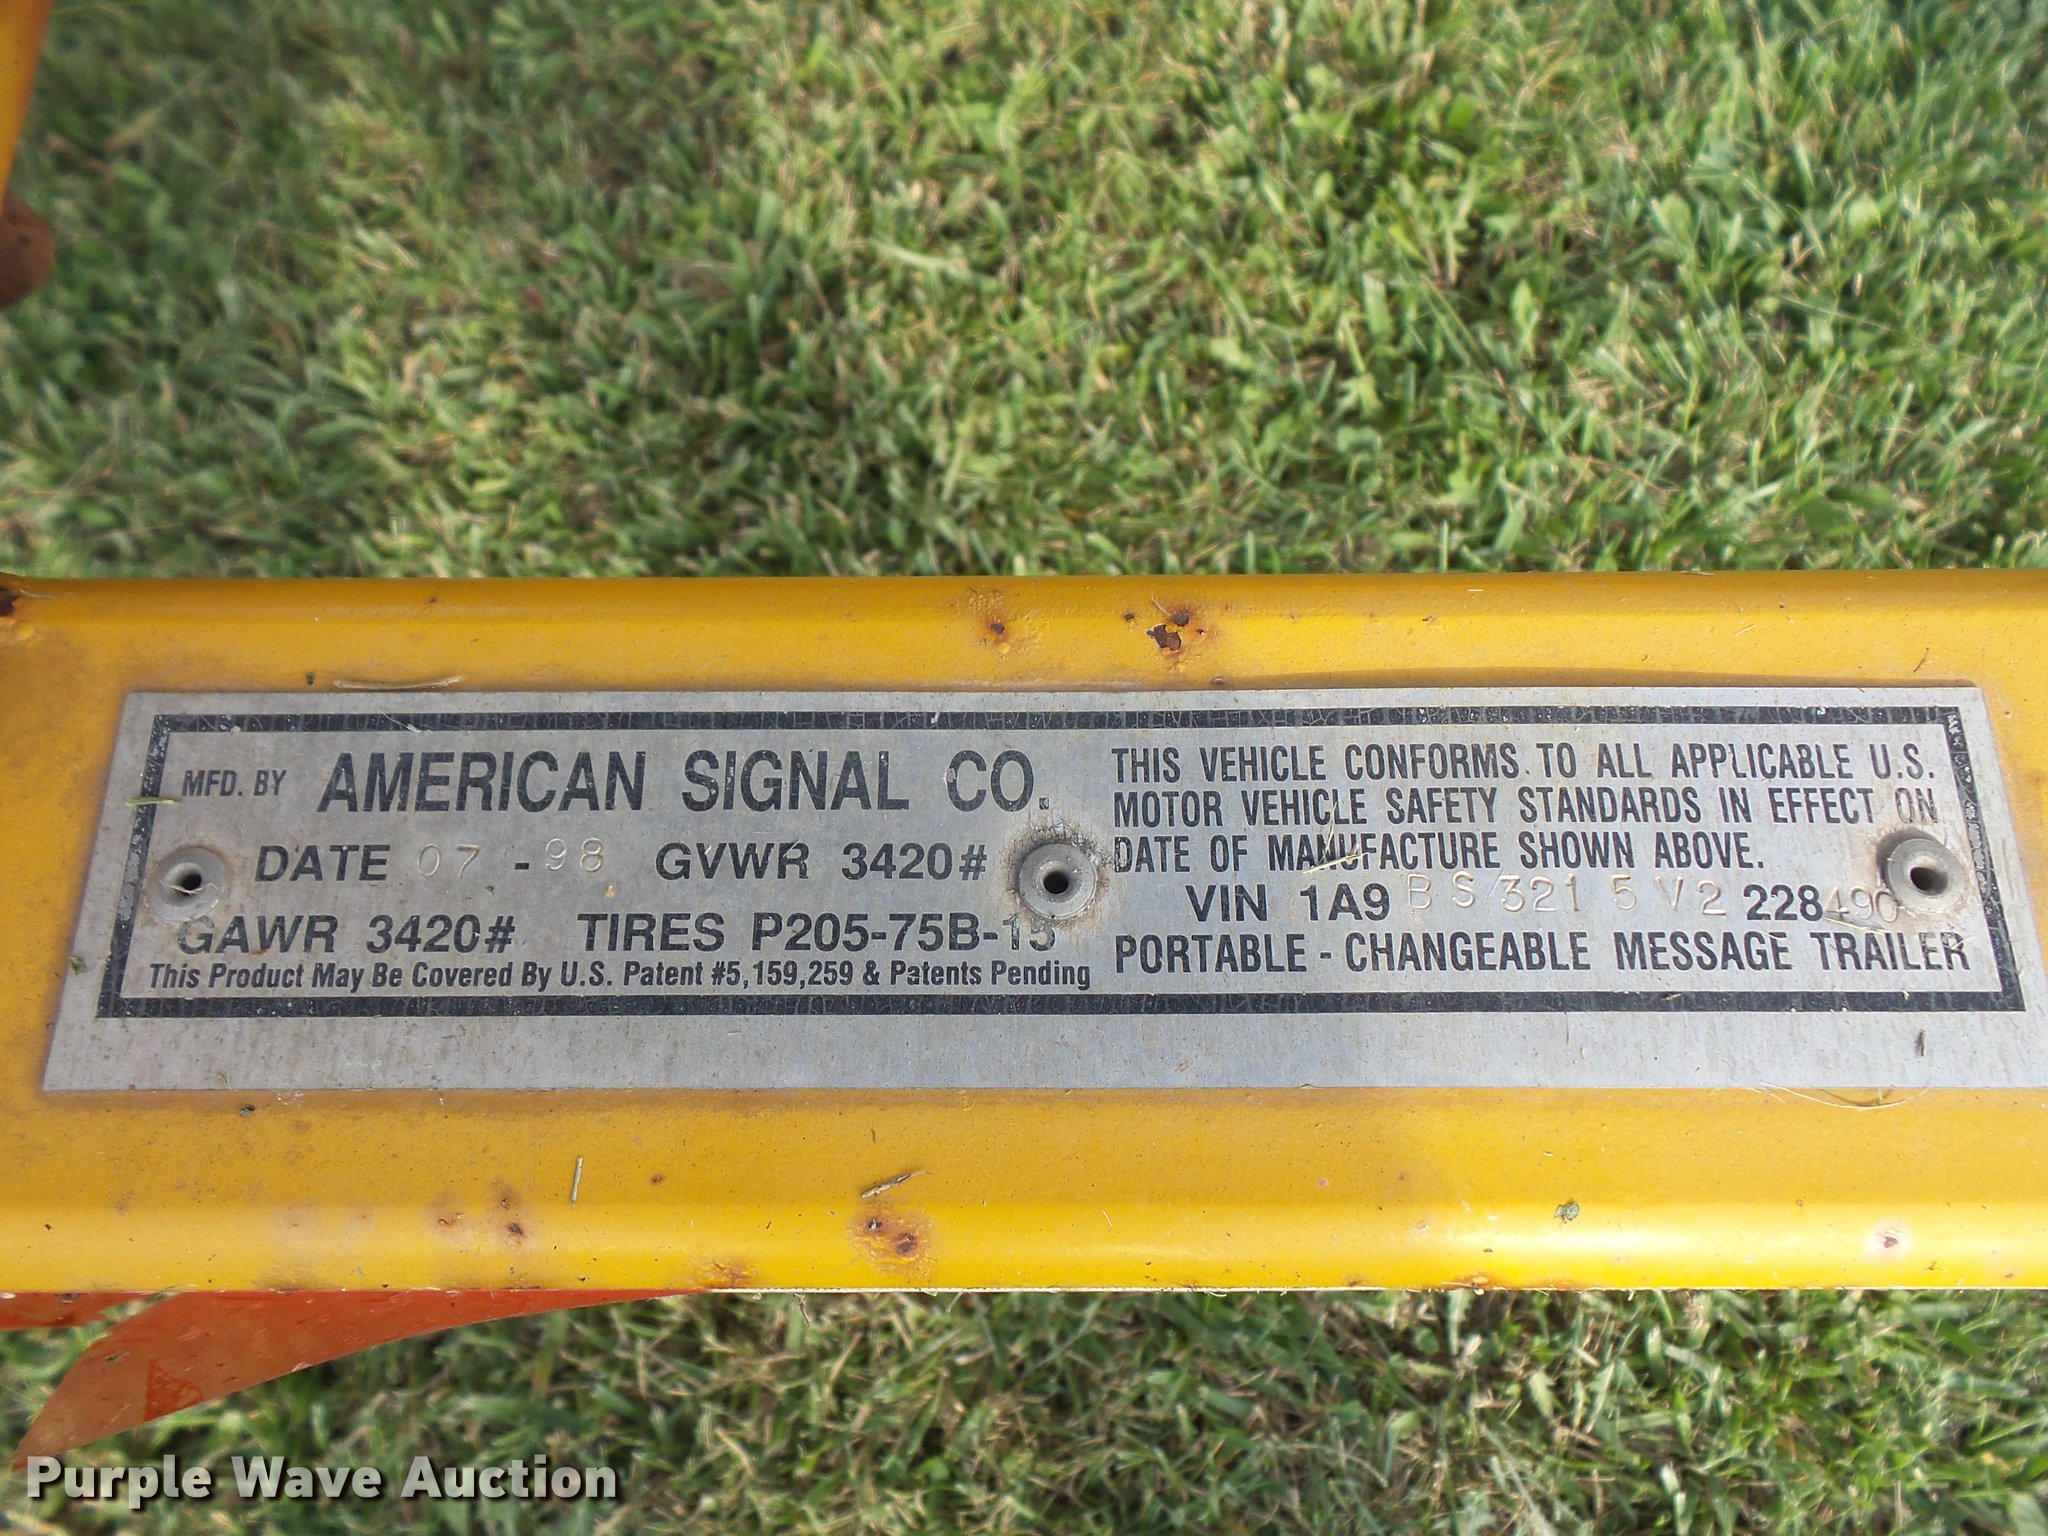 MFD. BY AMERICAN SIGNAL CO.
DATE 07 - 98 GVWR 3420#
GAWR 3420# TIRES P205-75B-15
This Product May Be Covered By U.S. Patent #5,159,259 & Patents Pending
THIS VEHICLE CONFORMS TO ALL APPLICABLE U.S.
MOTOR VEHICLE SAFETY STANDARDS IN EFFECT ON
DATE OF MANUFACTURE SHOWN ABOVE.
VIN 1A9 BS321 5 V2 228490
PORTABLE - CHANGEABLE MESSAGE TRAILER
Purple Wave Auction